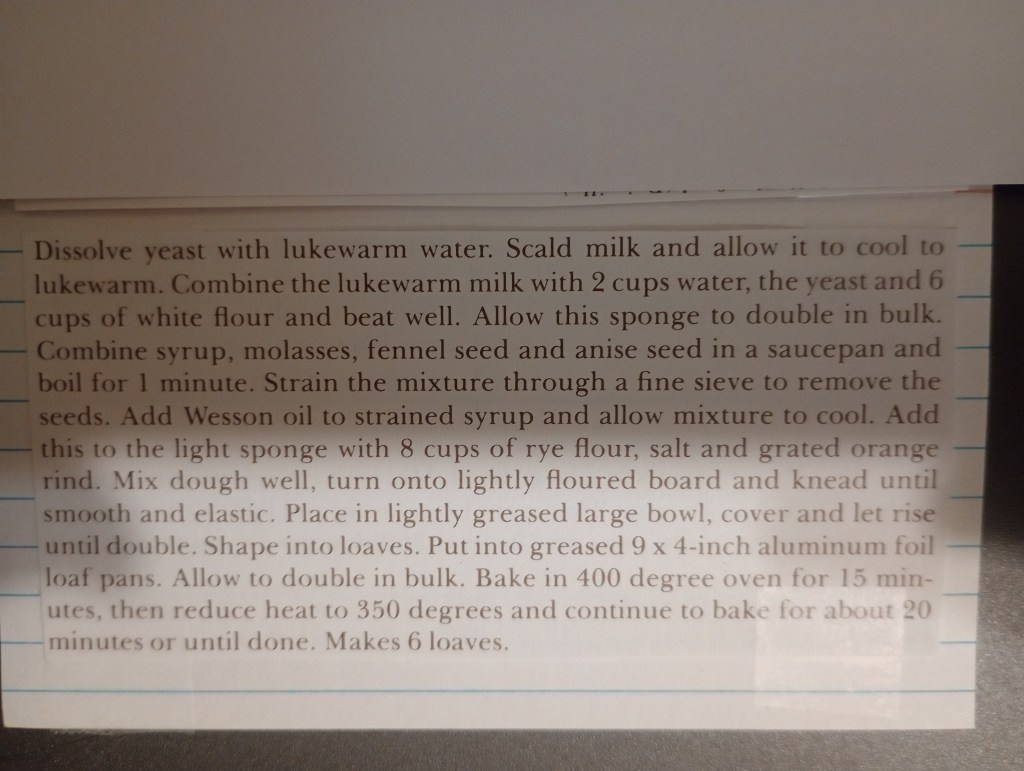 Dissolve yeast with lukewarm water. Scald milk and allow it to cool to
lukewarm. Combine the lukewarm milk with 2 cups water, the yeast and 6
cups of white flour and beat well. Allow this sponge to double in bulk.
Combine syrup, molasses, fennel seed and anise seed in a saucepan and
boil for 1 minute. Strain the mixture through a fine sieve to remove the
seeds. Add Wesson oil to strained syrup and allow mixture to cool. Add
this to the light sponge with 8 cups of rye flour, salt and grated orange
rind. Mix dough well, turn onto lightly floured board and knead until
smooth and elastic. Place in lightly greased large bowl, cover and let rise
until double. Shape into loaves. Put into greased 9 x 4-inch aluminum foil
loaf pans. Allow to double in bulk. Bake in 400 degree oven for 15 min-
utes, then reduce heat to 350 degrees and continue to bake for about 20
minutes or until done. Makes 6 loaves.